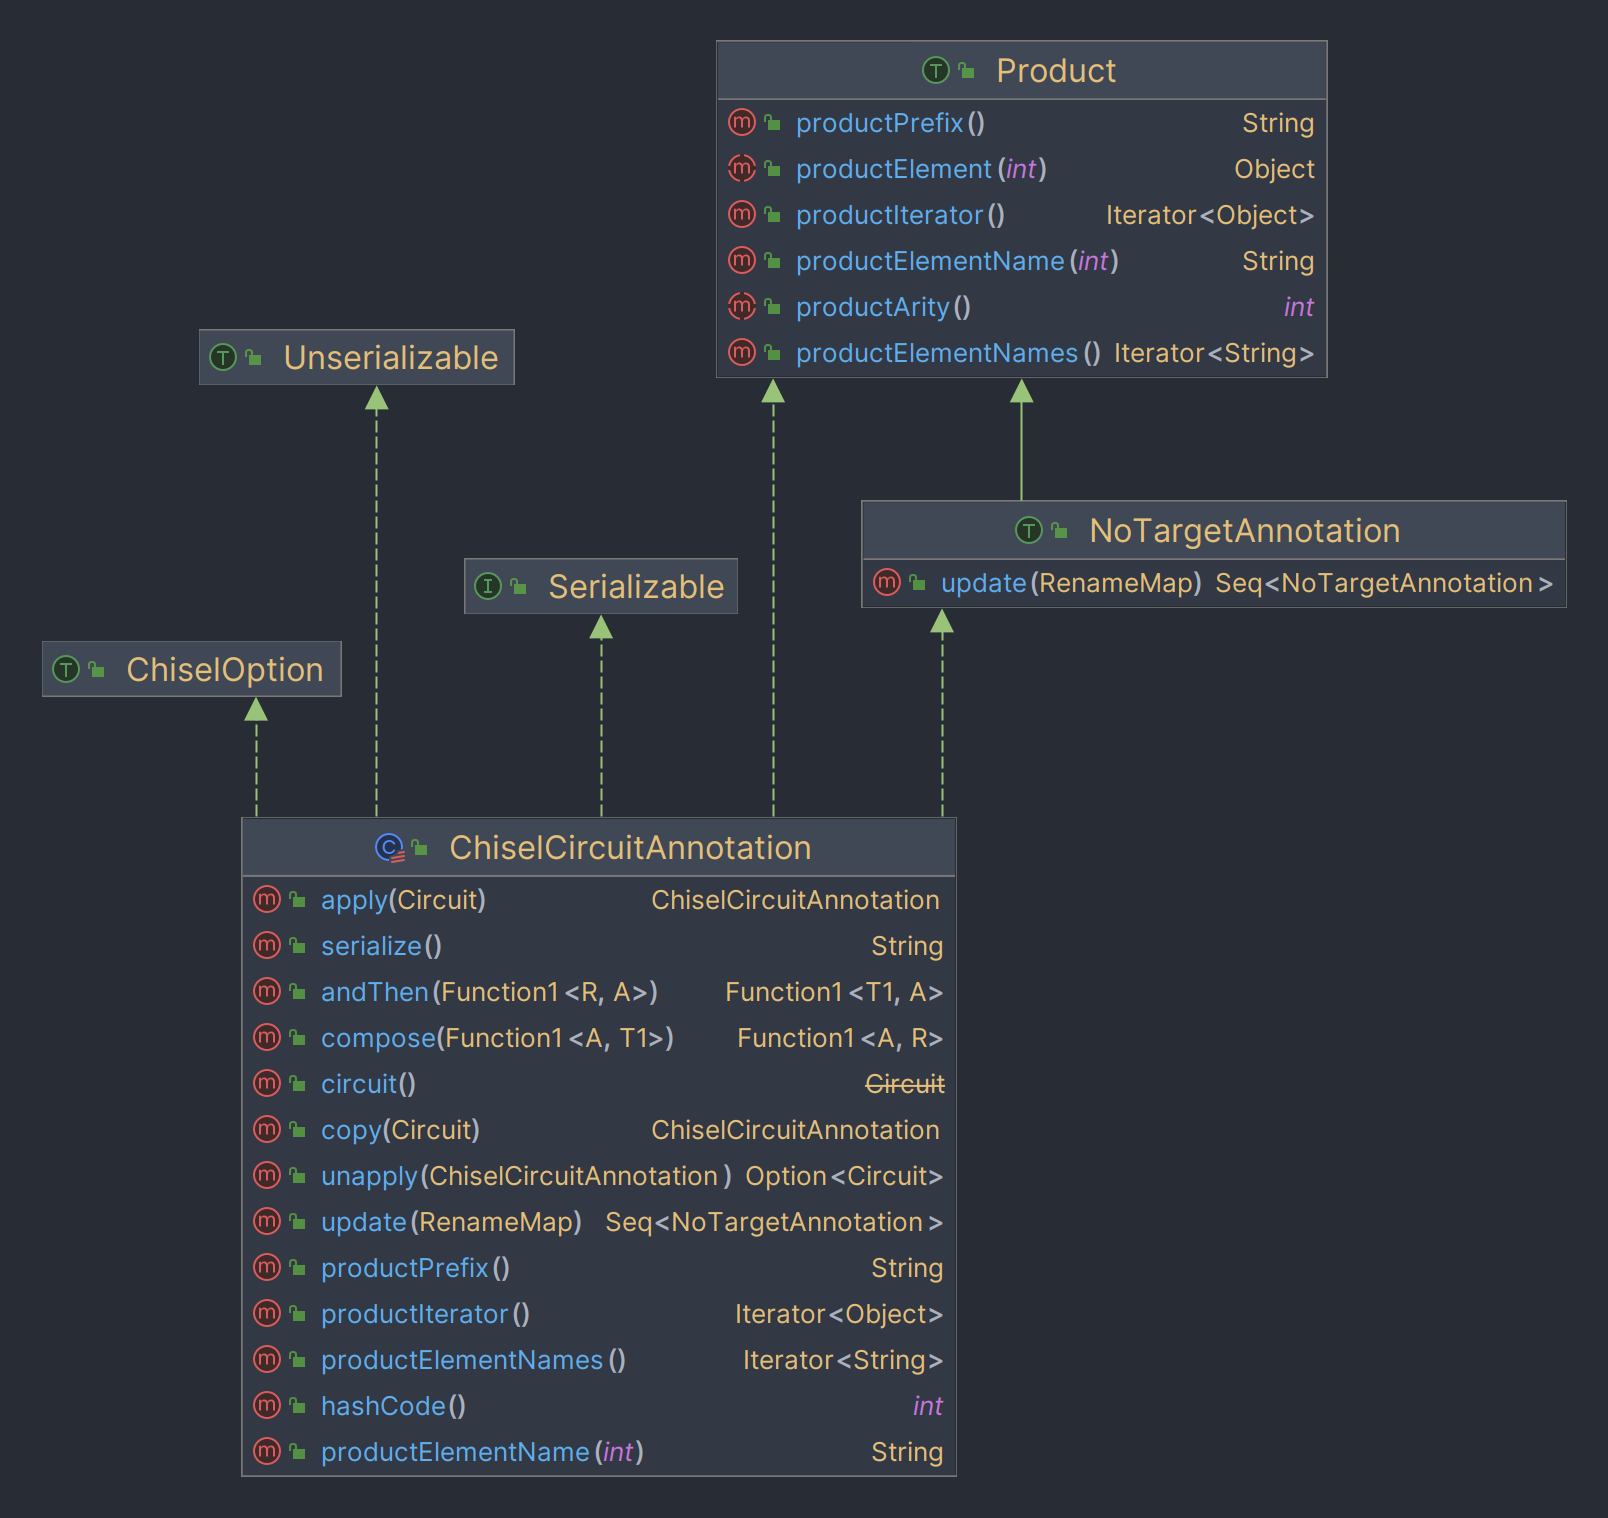 Product
productPrefix() String
productElement(int) Object
productIterator() Iterator<Object>
productElementName(int) String
productArity() int
productElementNames() Iterator<String>
Unserializable
NoTargetAnnotation
update(RenameMap) Seq<NoTargetAnnotation>
Serializable
ChiselOption
ChiselCircuitAnnotation
apply(Circuit) ChiselCircuitAnnotation
serialize() String
andThen(Function1<R, A>) Function1<T1, A>
compose(Function1<A, T1>) Function1<A, R>
circuit() Circuit
copy(Circuit) ChiselCircuitAnnotation
unapply(ChiselCircuitAnnotation) Option<Circuit>
update(RenameMap) Seq<NoTargetAnnotation>
productPrefix() String
productIterator() Iterator<Object>
productElementNames() Iterator<String>
hashCode() int
productElementName(int) String